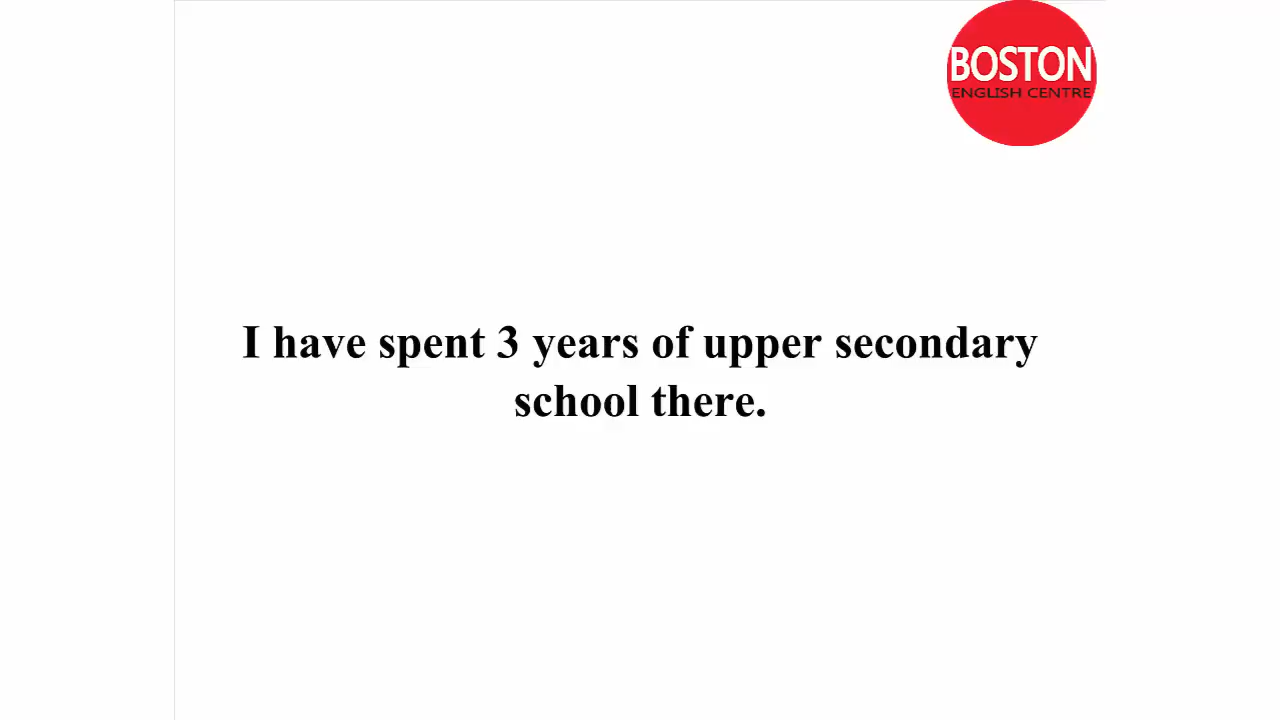 BOSTON
ENGLISH CENTRE
I have spent 3 years of upper secondary
school there.